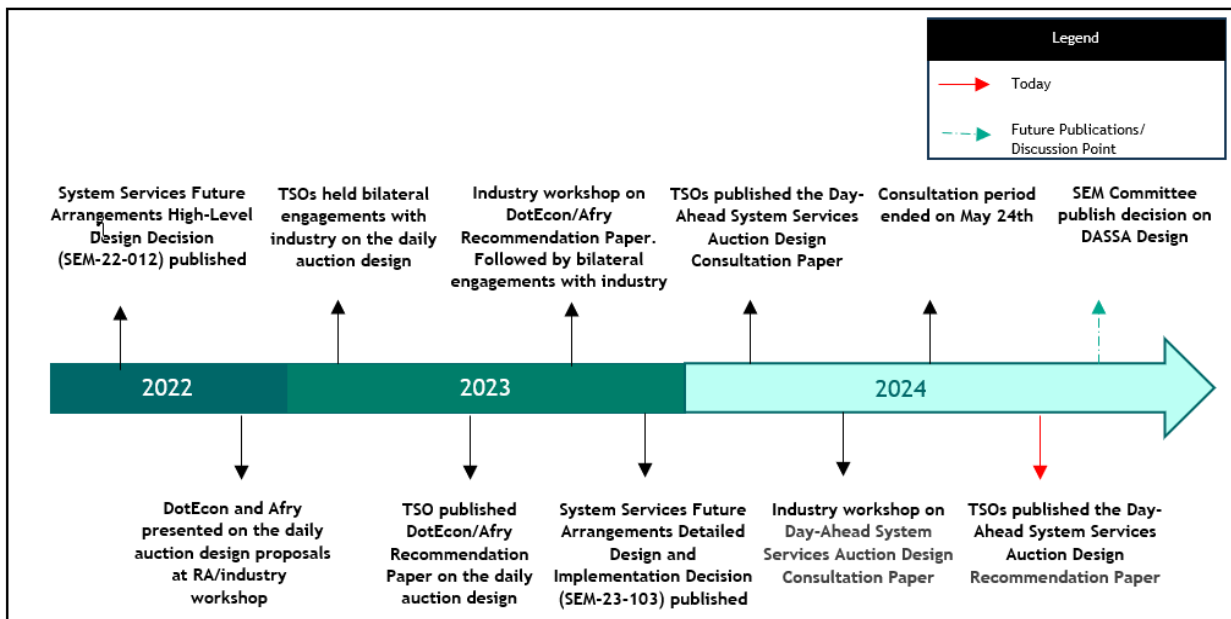 Legend
Today
Future Publications/
Discussion Point
System Services Future
Arrangements High-Level
Design Decision
(SEM-22-012) published
TSOs held bilateral
engagements with
industry on the daily
auction design
Industry workshop on
DotEcon/Afry
Recommendation Paper.
Followed by bilateral
engagements with industry
TSOs published the Day-
Ahead System Services
Auction Design
Consultation Paper
Consultation period
ended on May 24th
SEM Committee
publish decision on
DASSA Design
2022
2023
2024
DotEcon and Afry
presented on the daily
auction design proposals
at RA/industry
workshop
TSO published
DotEcon/Afry
Recommendation
Paper on the daily
auction design
System Services Future
Arrangements Detailed
Design and
Implementation Decision
(SEM-23-103) published
Industry workshop on
Day-Ahead System
Services Auction Design
Consultation Paper
TSOs published the Day-
Ahead System Services
Auction Design
Recommendation Paper